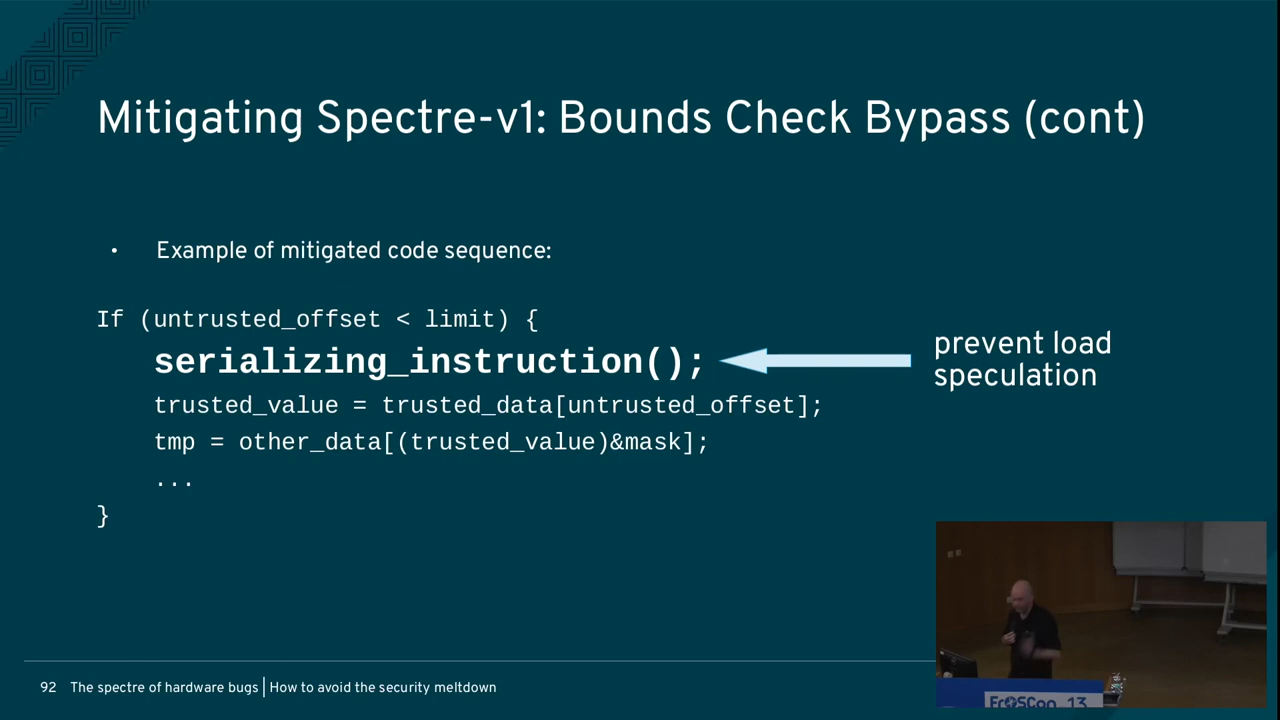 Mitigating Spectre-v1: Bounds Check Bypass (cont)
• Example of mitigated code sequence:
If (untrusted_offset < limit) {
serializing_instruction();
prevent load
speculation
trusted_value = trusted_data[untrusted_offset];
tmp = other_data[(trusted_value)&mask];
...
}
92 The spectre of hardware bugs | How to avoid the security meltdown
FrOSCon 13